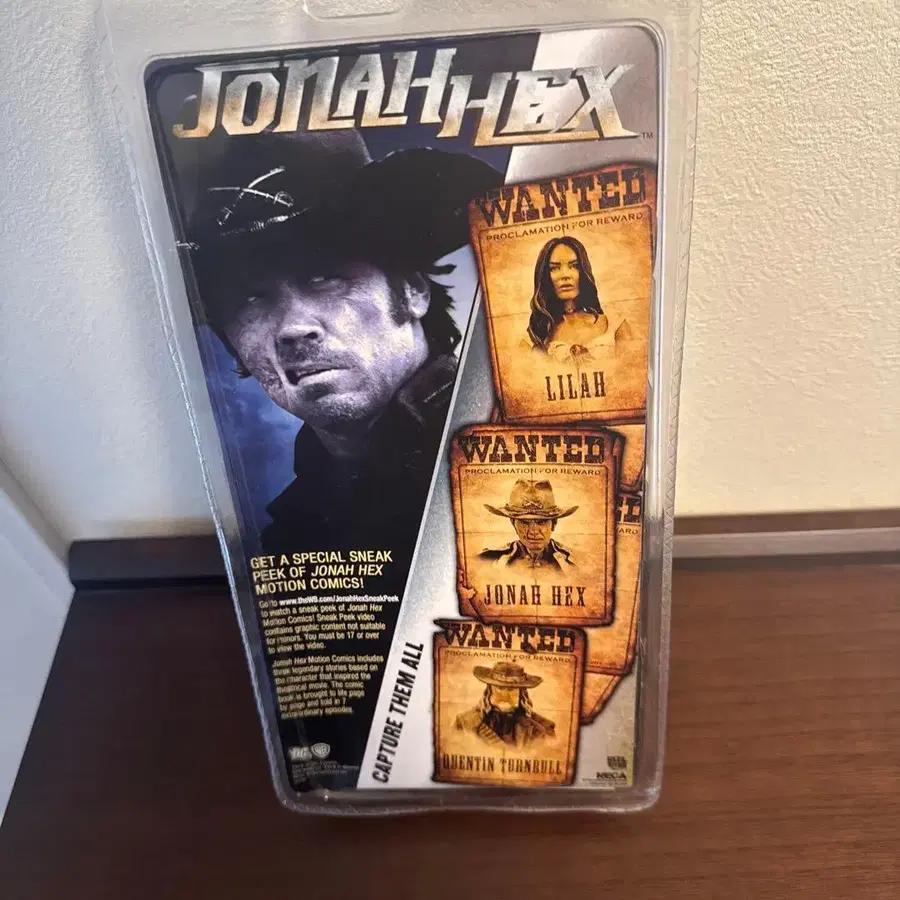 JONAH HEX
TM
WANTED
PROCLAMATION FOR REWARD
LILAH
WANTED
PROCLAMATION FOR REWARD
JONAH HEX
WANTED
PROCLAMATION FOR REWARD
QUENTIN TURNBULL
GET A SPECIAL SNEAK
PEEK OF JONAH HEX
MOTION COMICS!
Go to www.theWB.com/JonahHexSneakPeek
to watch a sneak peek of Jonah Hex
Motion Comics! Sneak Peek video
contains graphic content not suitable
for minors. You must be 17 or over
to view the video.
Jonah Hex Motion Comics includes
three legendary stories based on
the character that inspired the
theatrical movie. The comic
book is brought to life page
by page and told in 7
extraordinary episodes.
CAPTURE THEM ALL
NECA